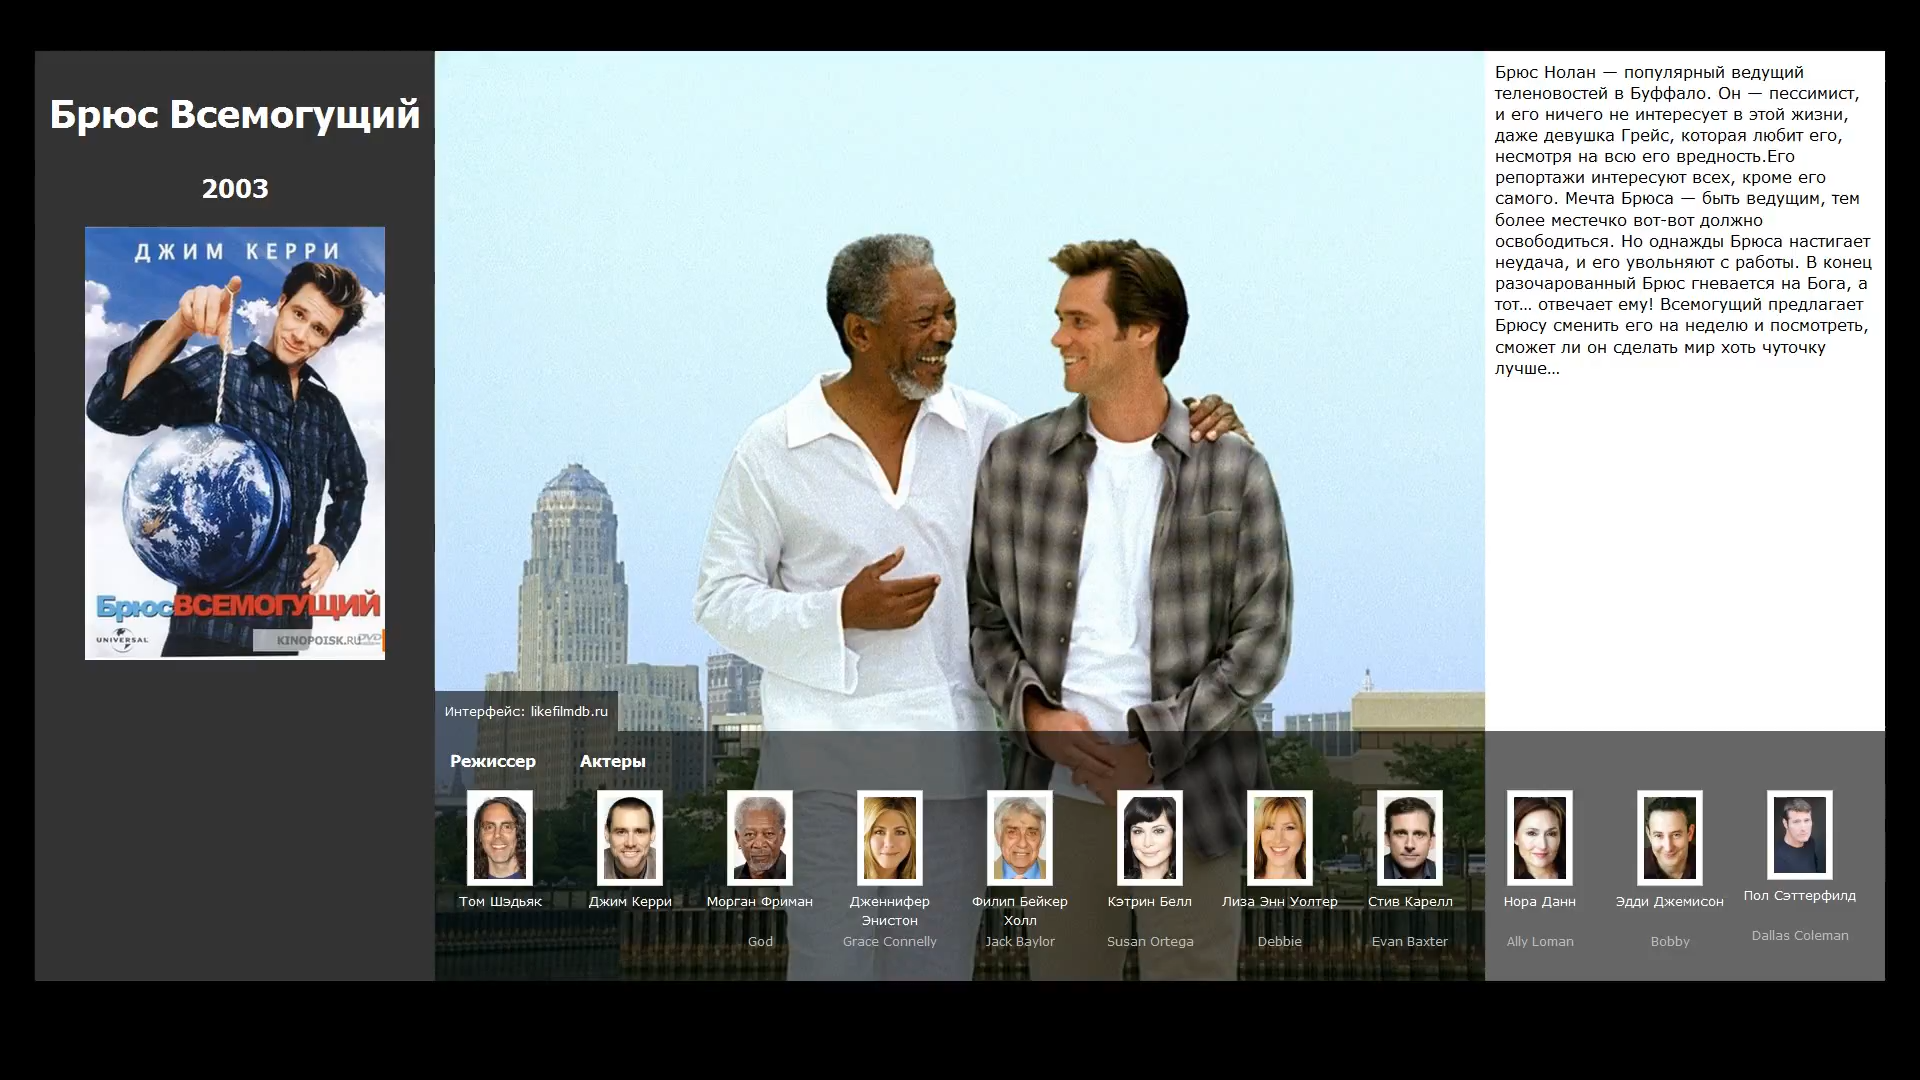 Брюс Всемогущий
2003
ДЖИМ КЕРРИ
БрюсВСЕМОГУЩИЙ
UNIVERSAL
KINOPOISK.RU
DVD
Брюс Нолан — популярный ведущий
теленовостей в Буффало. Он — пессимист,
и его ничего не интересует в этой жизни,
даже девушка Грейс, которая любит его,
несмотря на всю его вредность.Его
репортажи интересуют всех, кроме его
самого. Мечта Брюса — быть ведущим, тем
более местечко вот-вот должно
освободиться. Но однажды Брюса настигает
неудача, и его увольняют с работы. В конец
разочарованный Брюс гневается на Бога, а
тот… отвечает ему! Всемогущий предлагает
Брюсу сменить его на неделю и посмотреть,
сможет ли он сделать мир хоть чуточку
лучше…
Интерфейс: likefilmdb.ru
Режиссер
Актеры
Том Шэдьяк
Джим Керри
Морган Фриман
God
Дженнифер
Энистон
Grace Connelly
Филип Бейкер
Холл
Jack Baylor
Кэтрин Белл
Susan Ortega
Лиза Энн Уолтер
Debbie
Стив Карелл
Evan Baxter
Нора Данн
Ally Loman
Эдди Джемисон
Bobby
Пол Сэттерфилд
Dallas Coleman